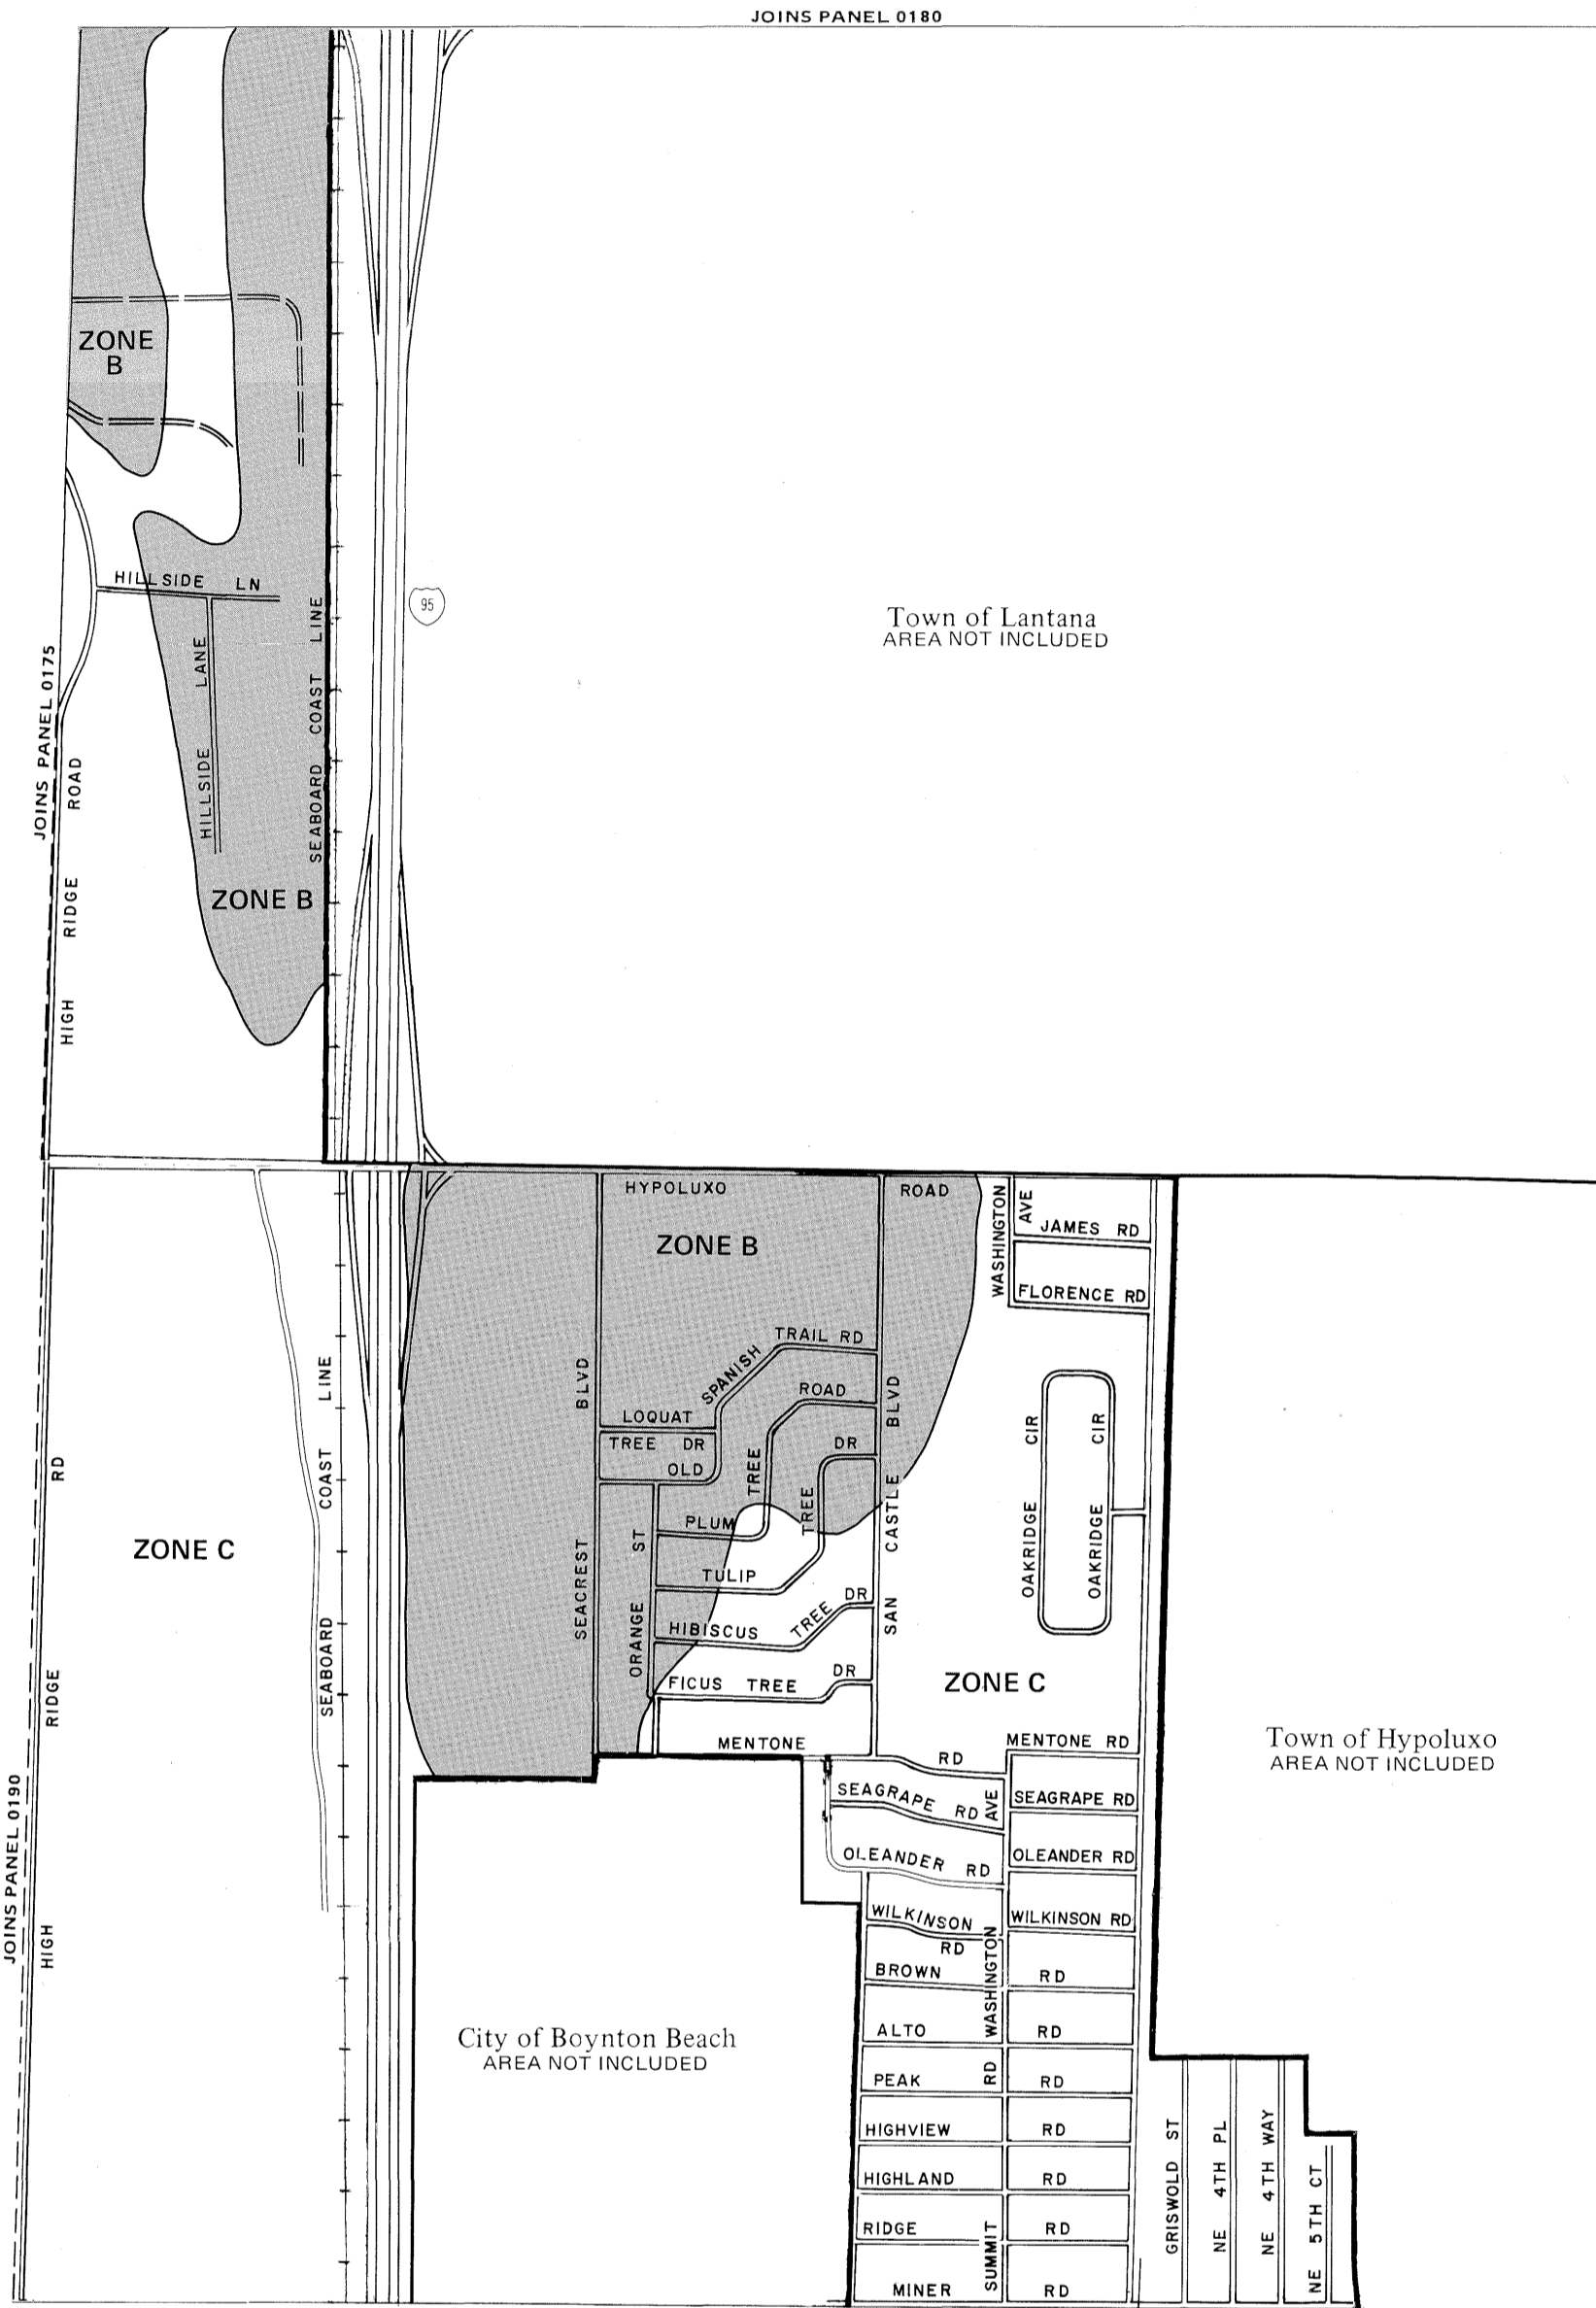 JOINS PANEL 0180
ZONE
B
HILLSIDE LN
HILLSIDE LANE
SEABOARD COAST LINE
95
Town of Lantana
AREA NOT INCLUDED
JOINS PANEL 0175
HIGH RIDGE ROAD
ZONE B
HYPOLUXO ROAD
ZONE B
WASHINGTON AVE
JAMES RD
FLORENCE RD
SPANISH TRAIL RD
LOQUAT
TREE DR
OLD
PLUM TREE ROAD
TULIP TREE DR
HIBISCUS TREE DR
FICUS TREE DR
MENTONE RD
SEACREST BLVD
ORANGE ST
SAN CASTLE BLVD
OAKRIDGE CIR
OAKRIDGE CIR
SEABOARD COAST LINE
HIGH RIDGE RD
ZONE C
ZONE C
JOINS PANEL 0190
Town of Hypoluxo
AREA NOT INCLUDED
MENTONE RD
SEAGRAPE RD
AVE
SEAGRAPE RD
OLEANDER RD
OLEANDER RD
WILKINSON
RD
WILKINSON RD
BROWN RD
WASHINGTON
ALTO RD
PEAK RD
HIGHVIEW RD
HIGHLAND RD
RIDGE RD
MINER RD
SUMMIT RD
City of Boynton Beach
AREA NOT INCLUDED
GRISWOLD ST
NE 4TH PL
NE 4TH WAY
NE 5TH CT